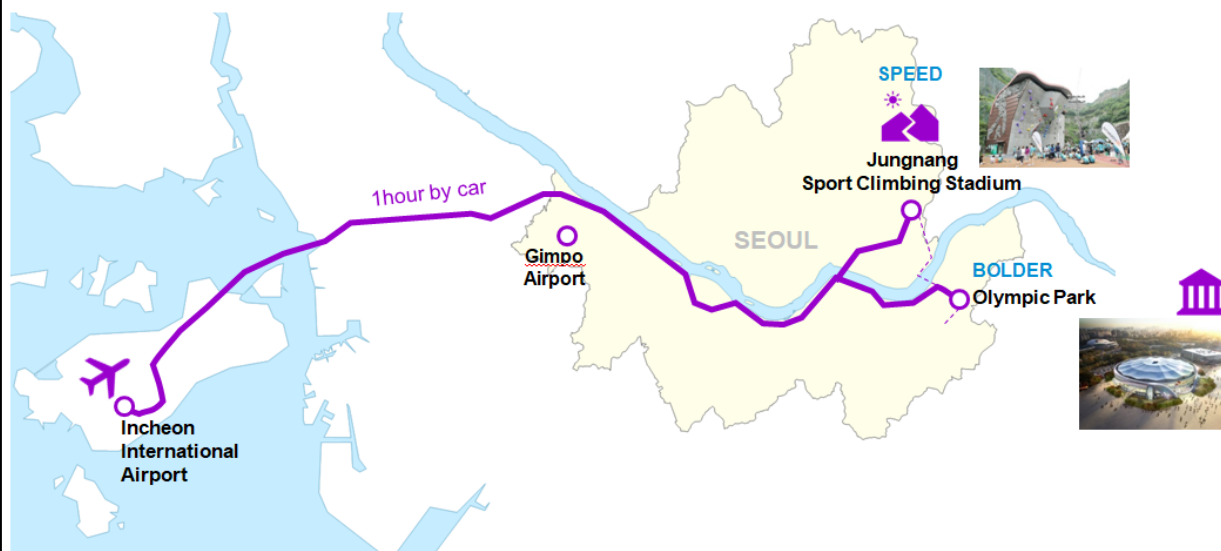 SPEED
Jungnang
Sport Climbing Stadium
1hour by car
SEOUL
Gimpo
Airport
BOLDER
Olympic Park
Incheon
International
Airport